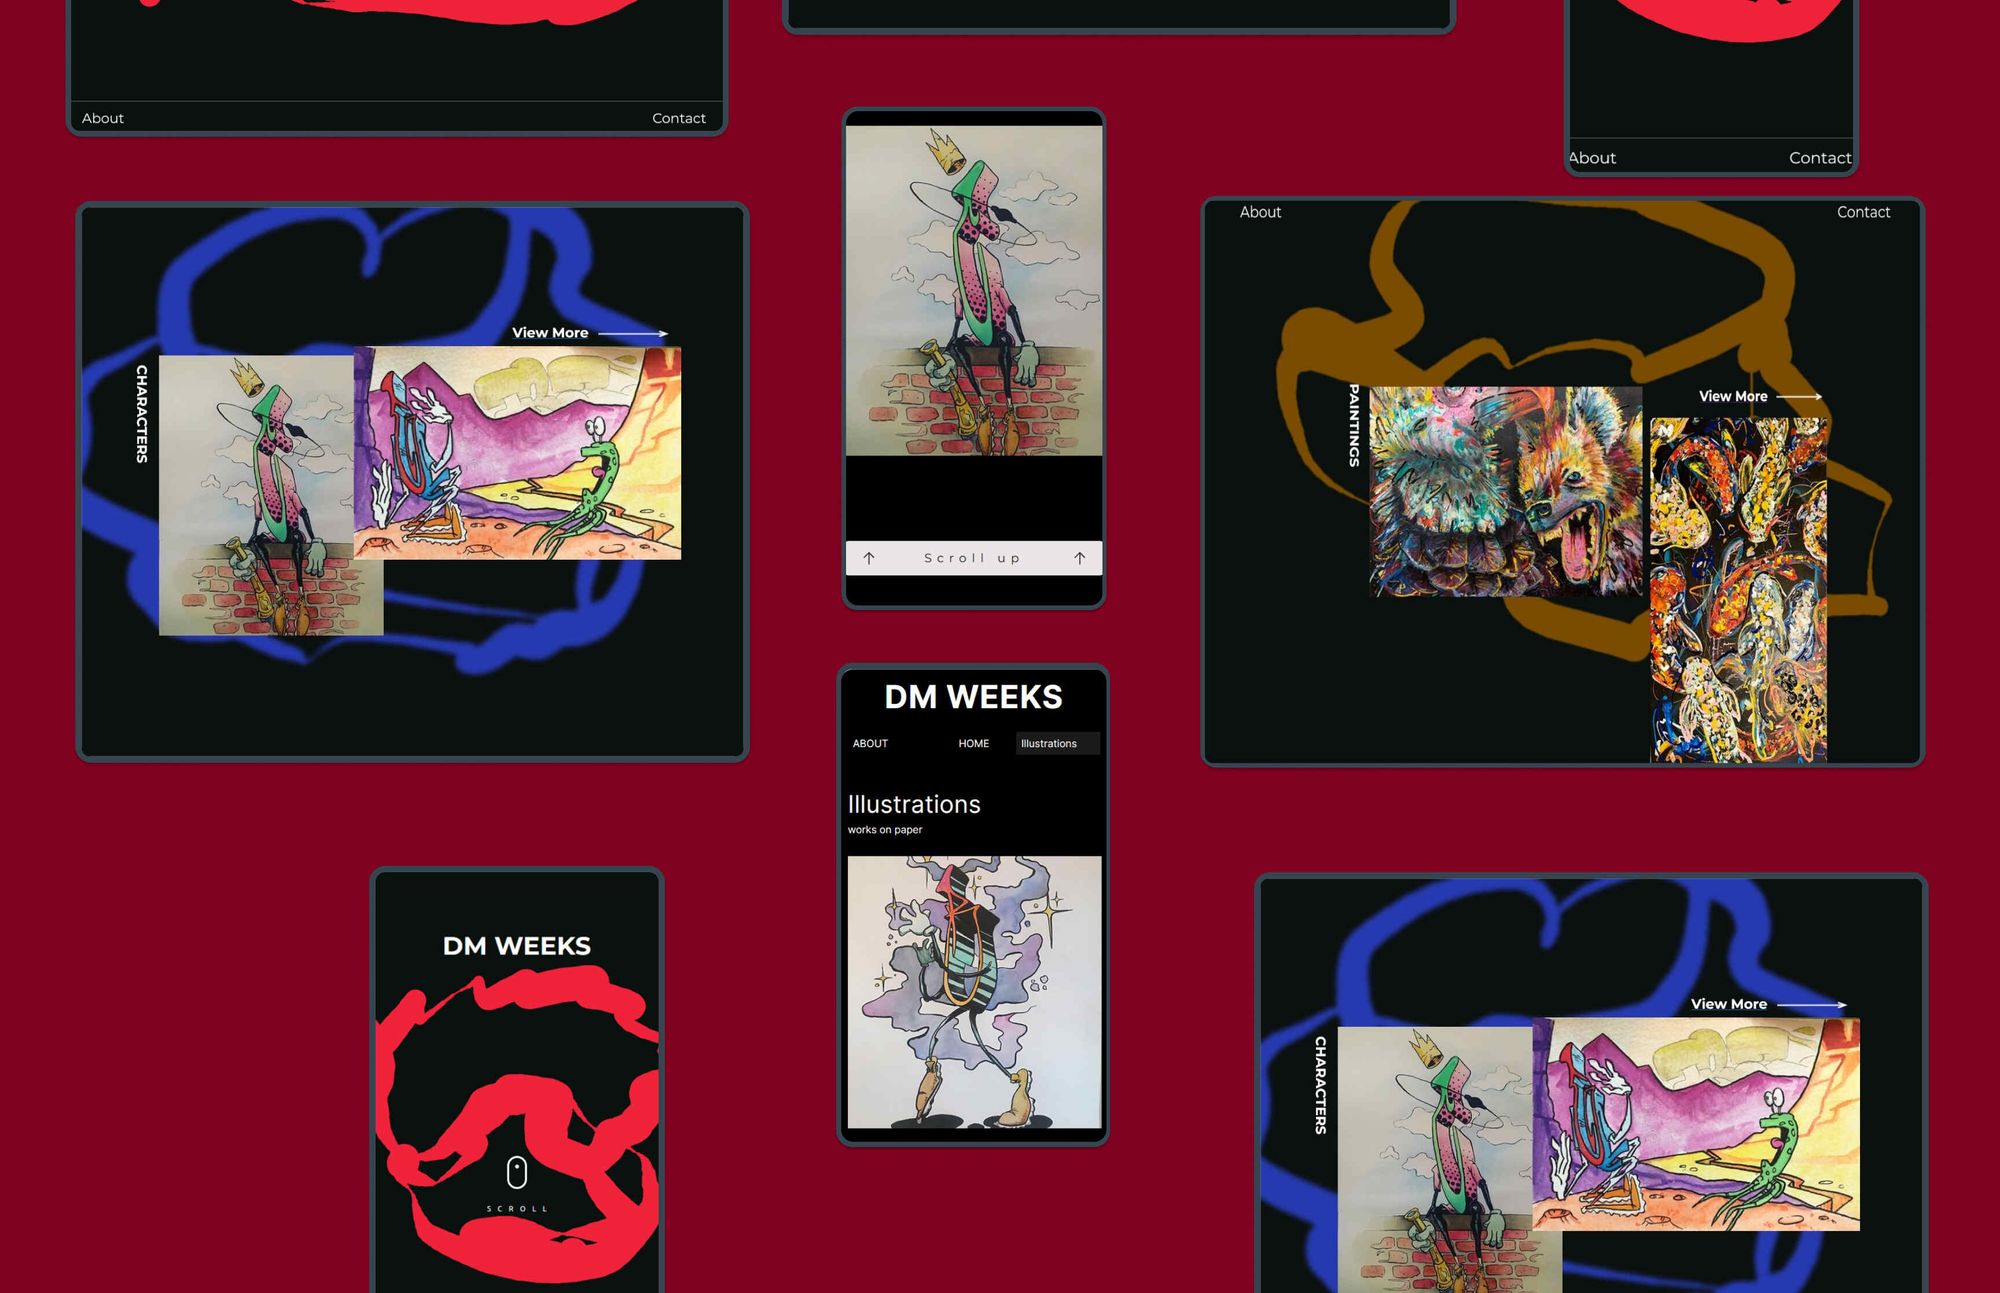 About
Contact
About
Contact
View More
CHARACTERS
Scroll up
About
Contact
View More
PAINTINGS
DM WEEKS
ABOUT
HOME
Illustrations
Illustrations
works on paper
DM WEEKS
SCROLL
View More
CHARACTERS